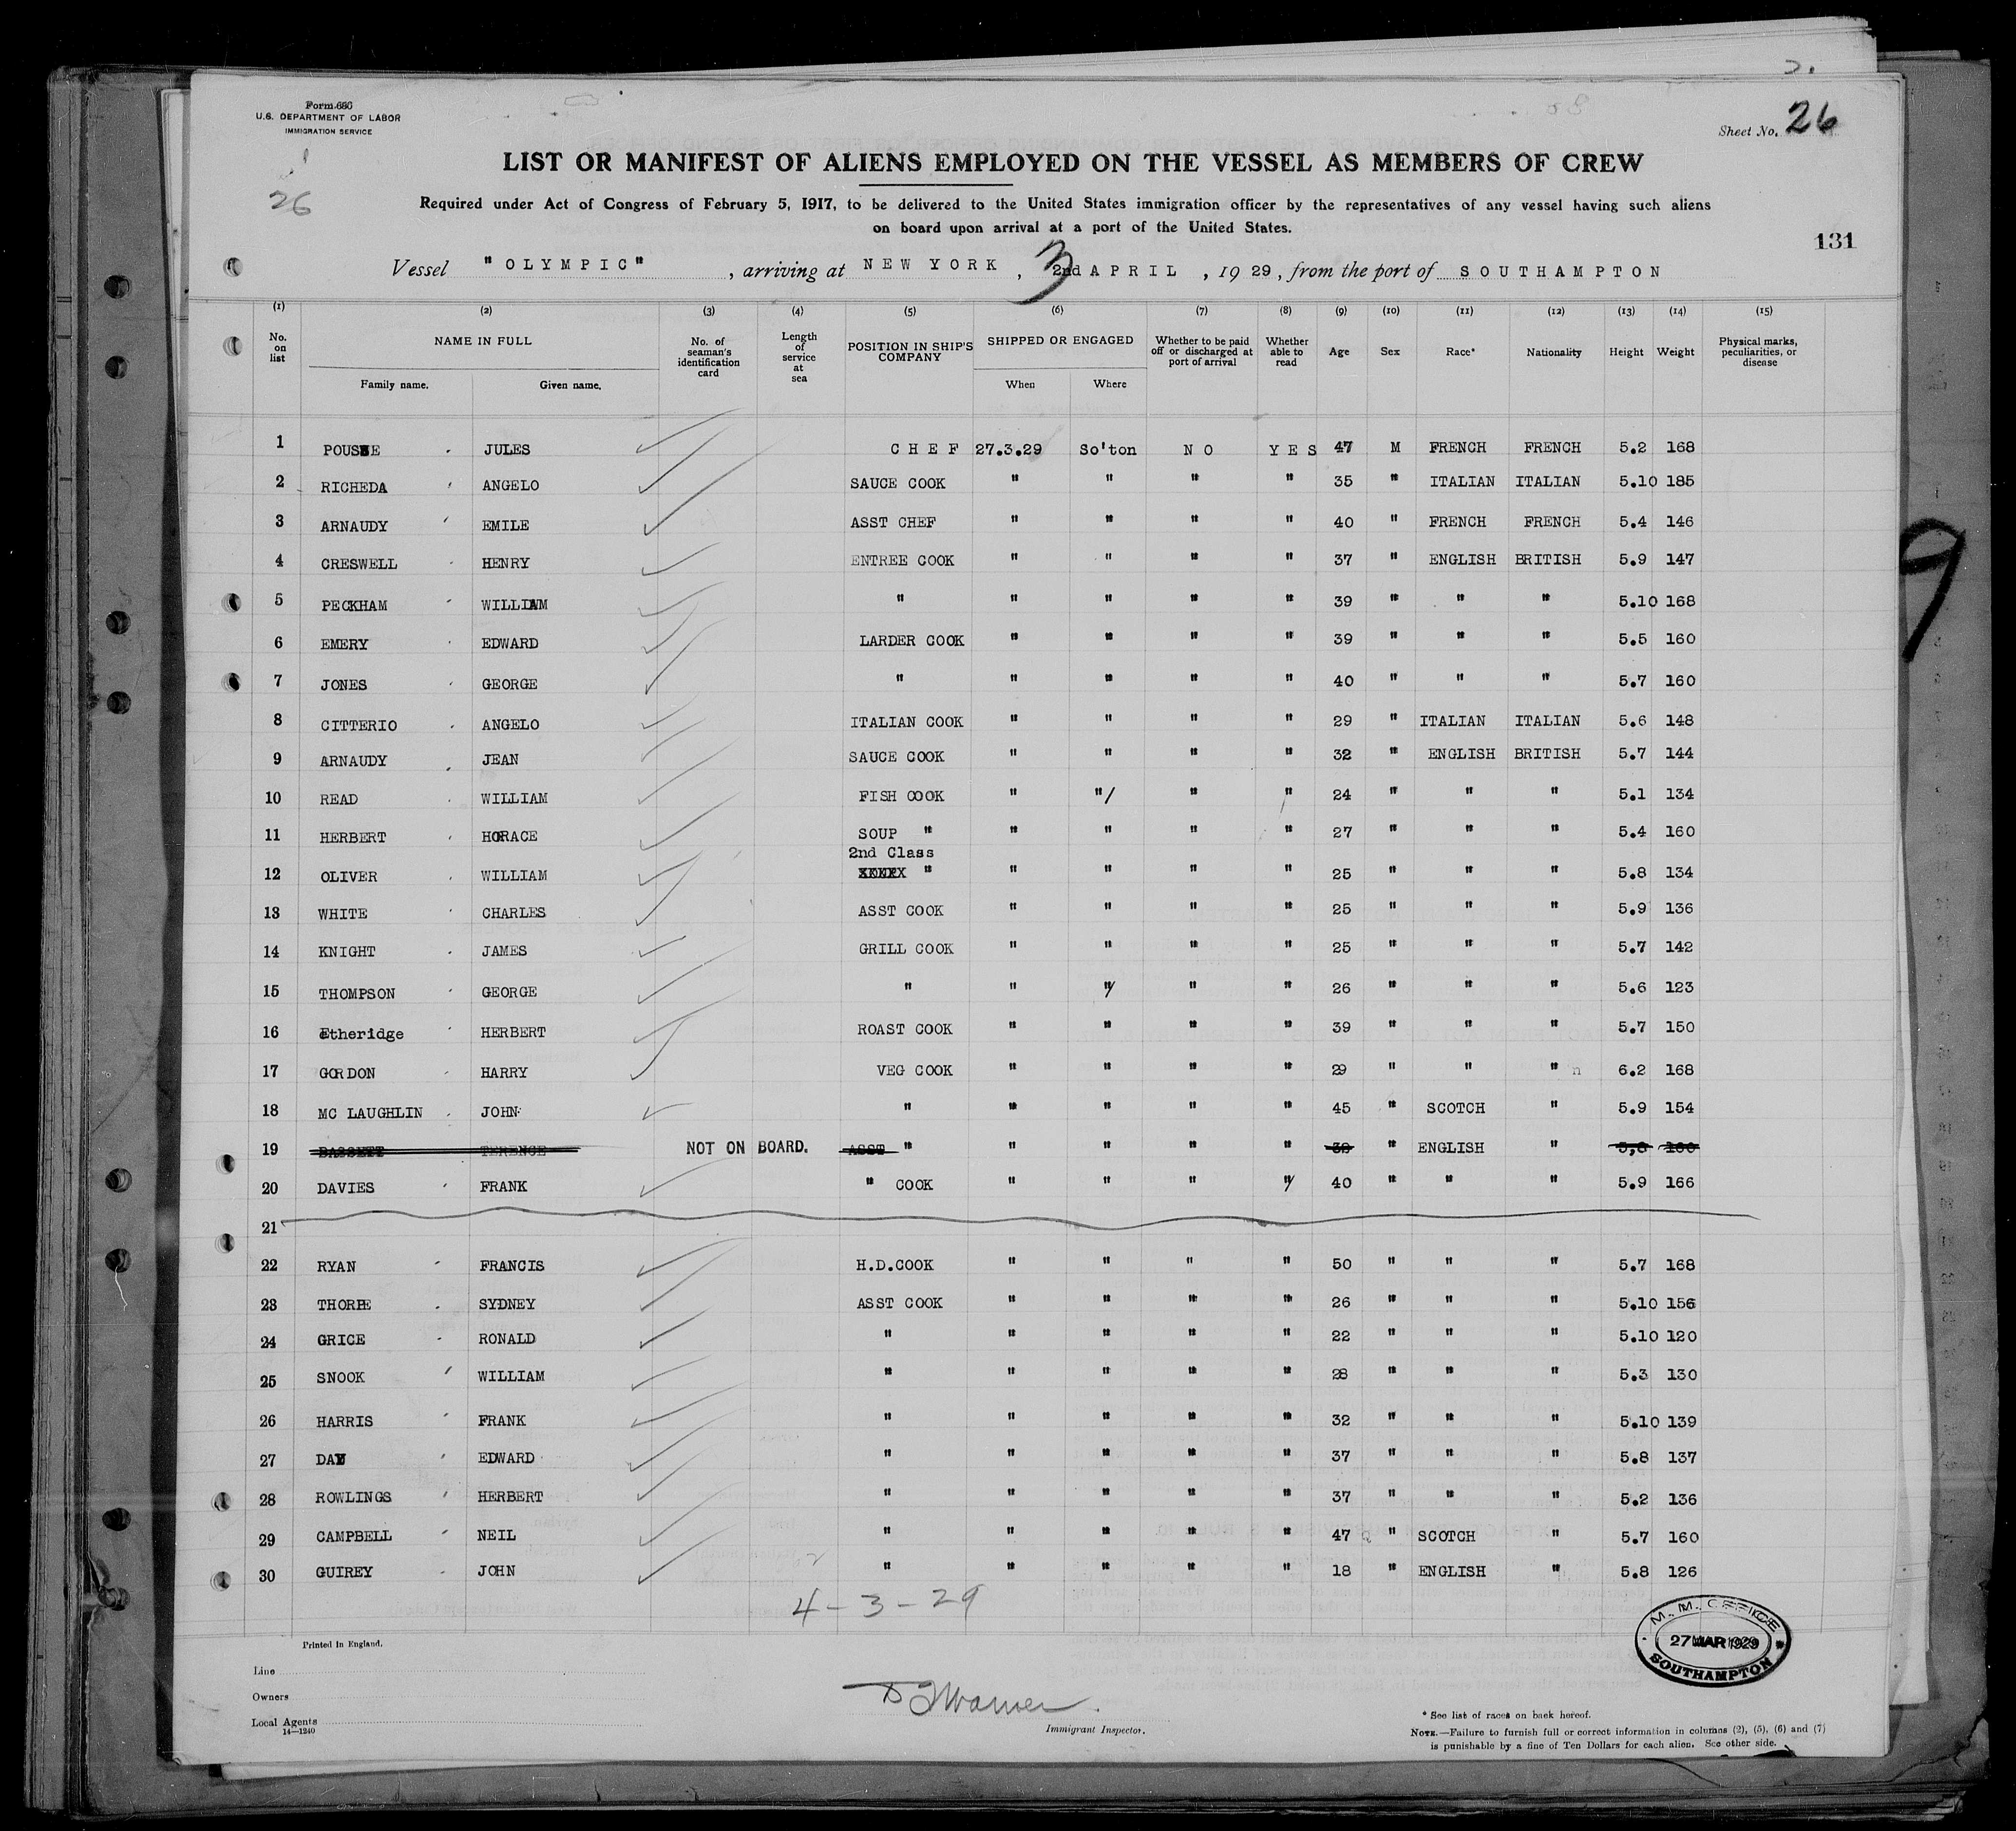 Form 686
U.S. DEPARTMENT OF LABOR
IMMIGRATION SERVICE
26
Sheet No. 26
LIST OR MANIFEST OF ALIENS EMPLOYED ON THE VESSEL AS MEMBERS OF CREW
Required under Act of Congress of February 5, 1917, to be delivered to the United States immigration officer by the representatives of any vessel having such aliens
on board upon arrival at a port of the United States.
131
Vessel "OLYMPIC", arriving at NEW YORK, 3 2nd APRIL, 1929, from the port of SOUTHAMPTON
(1) (2) (3) (4) (5) (6) (7) (8) (9) (10) (11) (12) (13) (14) (15)
No. on list NAME IN FULL No. of seaman's identification card Length of service at sea POSITION IN SHIP'S COMPANY SHIPPED OR ENGAGED Whether to be paid off or discharged at port of arrival Whether able to read Age Sex Race* Nationality Height Weight Physical marks, peculiarities, or disease
Family name. Given name. When Where
1 POUSSE JULES CHEF 27.3.29 So'ton NO YES 47 M FRENCH FRENCH 5.2 168
2 RICHEDA ANGELO SAUCE COOK " " " " 35 " ITALIAN ITALIAN 5.10 185
3 ARNAUDY EMILE ASST CHEF " " " " 40 " FRENCH FRENCH 5.4 146
4 CRESWELL HENRY ENTREE COOK " " " " 37 " ENGLISH BRITISH 5.9 147
5 PECKHAM WILLIAM " " " " " 39 " " " 5.10 168
6 EMERY EDWARD LARDER COOK " " " " 39 " " " 5.5 160
7 JONES GEORGE " " " " " 40 " " " 5.7 160
8 CITTERIO ANGELO ITALIAN COOK " " " " 29 " ITALIAN ITALIAN 5.6 148
9 ARNAUDY JEAN SAUCE COOK " " " " 32 " ENGLISH BRITISH 5.7 144
10 READ WILLIAM FISH COOK " " " " 24 " " " 5.1 134
11 HERBERT HORACE SOUP " " " " " 27 " " " 5.4 160
2nd Class
12 OLIVER WILLIAM " " " " " 25 " " " 5.8 134
13 WHITE CHARLES ASST COOK " " " " 25 " " " 5.9 136
14 KNIGHT JAMES GRILL COOK " " " " 25 " " " 5.7 142
15 THOMPSON GEORGE " " " " " 26 " " " 5.6 123
16 Etheridge HERBERT ROAST COOK " " " " 39 " " " 5.7 150
17 GORDON HARRY VEG COOK " " " " 29 " " " 6.2 168
18 MC LAUGHLIN JOHN " " " " " 45 " SCOTCH " 5.9 154
19 BASSETT TERENCE NOT ON BOARD. ASST " " " " " " ENGLISH "
20 DAVIES FRANK " COOK " " " " 40 " " " 5.9 166
21
22 RYAN FRANCIS H.D.COOK " " " " 50 " " " 5.7 168
23 THORPE SYDNEY ASST COOK " " " " 26 " " " 5.10 156
24 GRICE RONALD " " " " " 22 " " " 5.10 120
25 SNOOK WILLIAM " " " " " 28 " " " 5.3 130
26 HARRIS FRANK " " " " " 32 " " " 5.10 139
27 DAY EDWARD " " " " " 37 " " " 5.8 137
28 ROWLINGS HERBERT " " " " " 37 " " " 5.2 136
29 CAMPBELL NEIL " " " " " 47 " SCOTCH " 5.7 160
30 GUIREY JOHN " " " " " 18 " ENGLISH " 5.8 126
4-3-29
M. M. OFFICE
27 MAR 1929
SOUTHAMPTON
Printed in England.
Line
Owners
Local Agents
14—1240
Immigrant Inspector.
* See list of races on back hereof.
NOTE.—Failure to furnish full or correct information in columns (2), (5), (6) and (7)
is punishable by a fine of Ten Dollars for each alien. See other side.
9